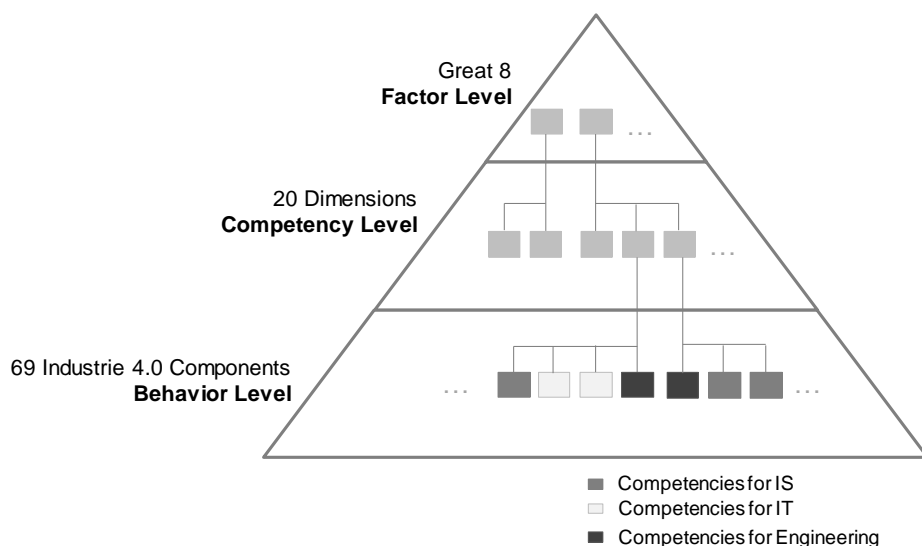 Great 8
Factor Level
...
20 Dimensions
Competency Level
...
69 Industrie 4.0 Components
Behavior Level
... ...
Competencies for IS
Competencies for IT
Competencies for Engineering